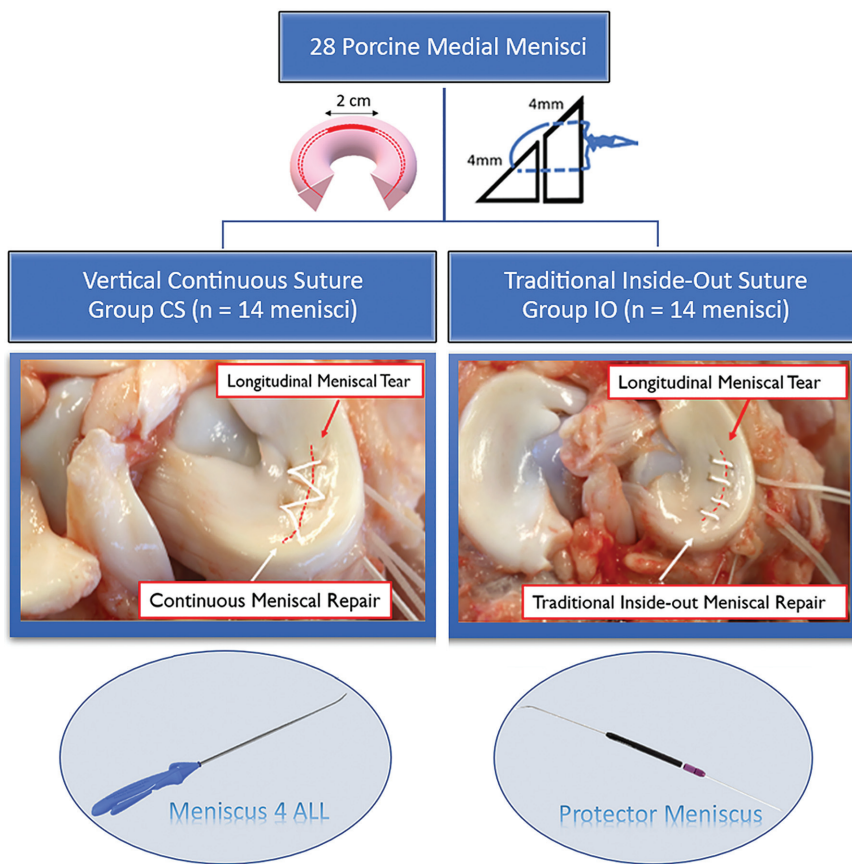 28 Porcine Medial Menisci
2 cm
4mm
4mm
Vertical Continuous Suture
Group CS (n = 14 menisci)
Traditional Inside-Out Suture
Group IO (n = 14 menisci)
Longitudinal Meniscal Tear
Continuous Meniscal Repair
Longitudinal Meniscal Tear
Traditional Inside-out Meniscal Repair
Meniscus 4 ALL
Protector Meniscus